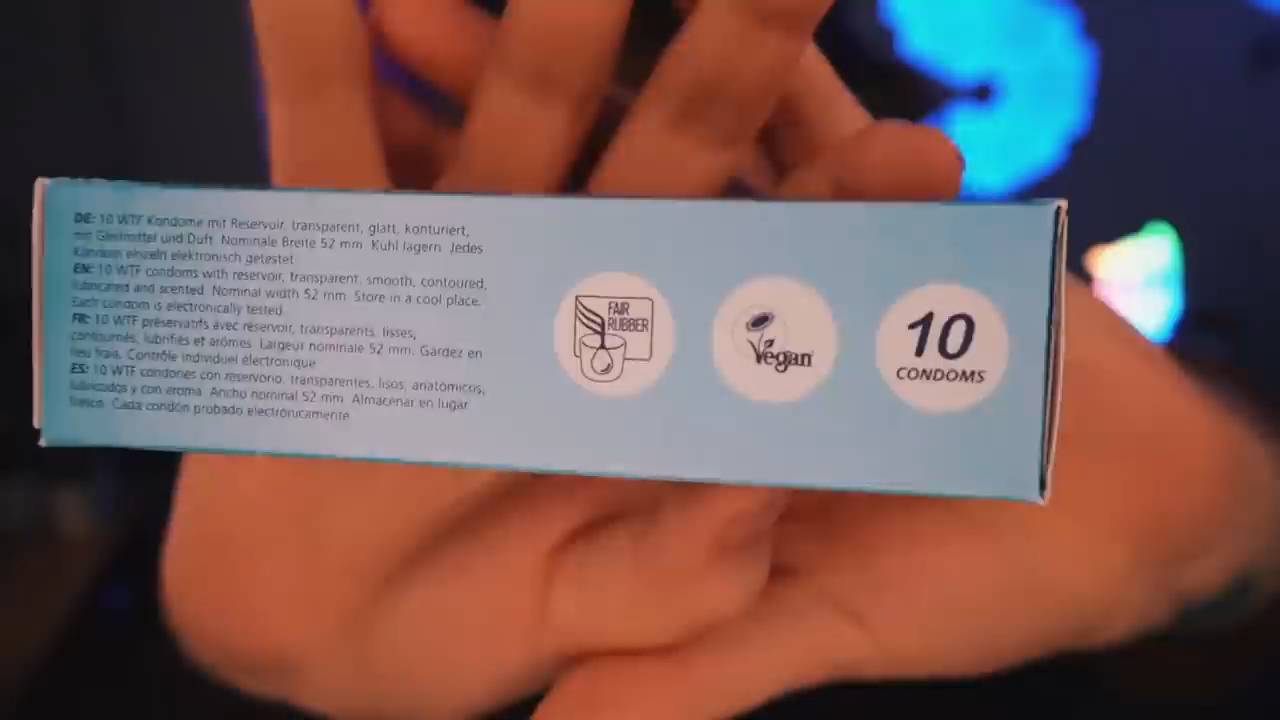 DE: 10 WTF Kondome mit Reservoir, transparent, glatt, konturiert,
mit Gleitmittel und Duft. Nominale Breite 52 mm. Kühl lagern. Jedes
Kondom einzeln elektronisch getestet.
EN: 10 WTF condoms with reservoir, transparent, smooth, contoured,
lubricated and scented. Nominal width 52 mm. Store in a cool place.
Each condom is electronically tested.
FR: 10 WTF préservatifs avec réservoir, transparents, lisses,
contournés, lubrifiés et arômes. Largeur nominale 52 mm. Gardez en
lieu frais. Contrôle individuel électronique.
ES: 10 WTF condones con reservorio, transparentes, lisos, anatómicos,
lubricados y con aroma. Ancho nominal 52 mm. Almacenar en lugar
fresco. Cada condón probado electrónicamente.
FAIR
RUBBER
Vegan
10
CONDOMS